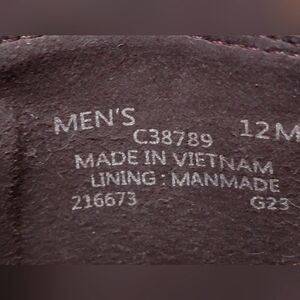 MEN'S 12M
C38789
MADE IN VIETNAM
LINING : MANMADE
216673 G23